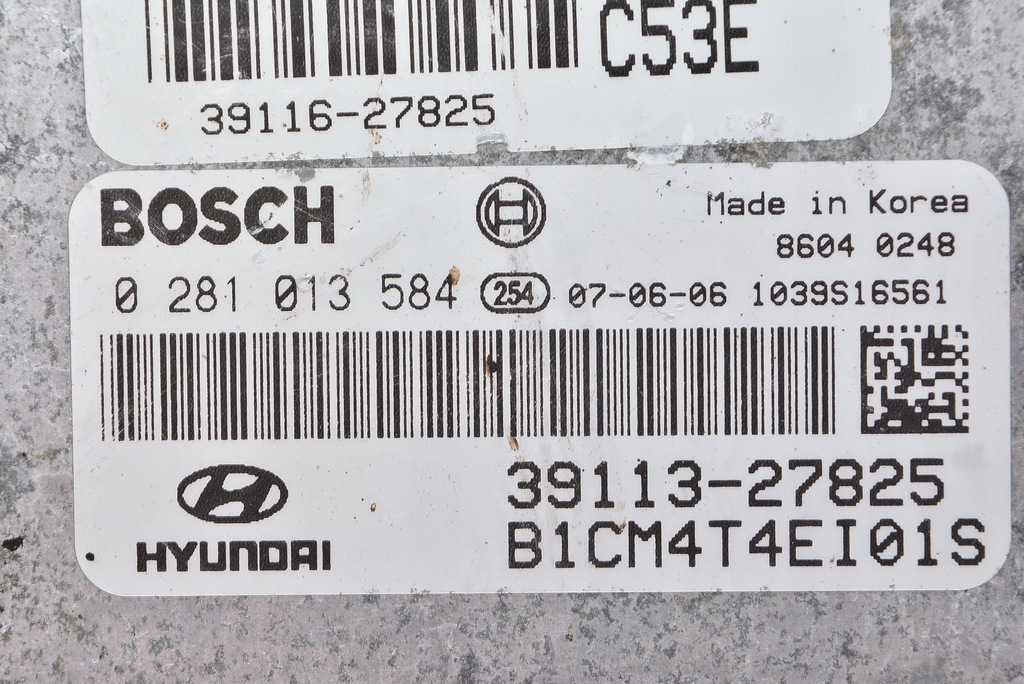 C53E
39116-27825
BOSCH
Made in Korea
8604 0248
0 281 013 584 254 07-06-06 1039S16561
HYUNDAI
39113-27825
B1CM4T4EI01S